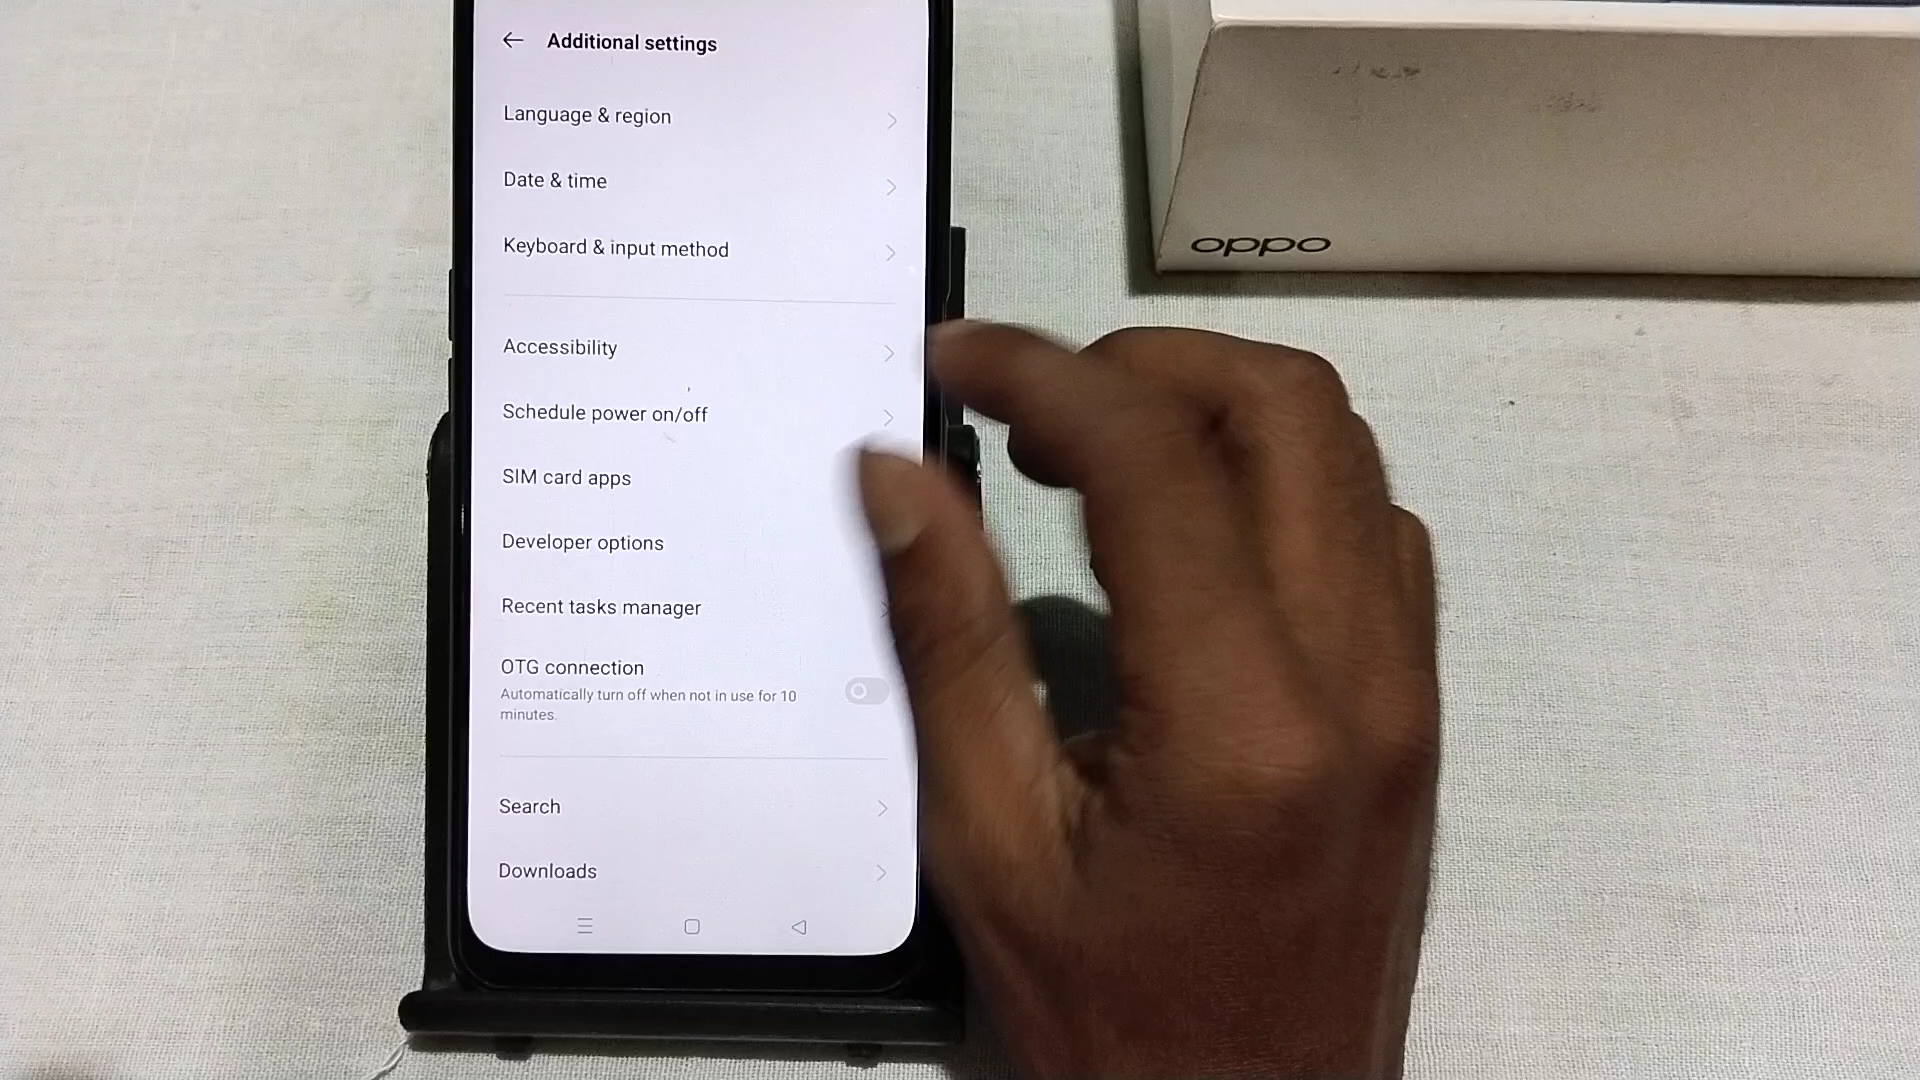 Additional settings
Language & region
Date & time
Keyboard & input method
Accessibility
Schedule power on/off
SIM card apps
Developer options
Recent tasks manager
OTG connection
Automatically turn off when not in use for 10
minutes.
Search
Downloads
oppo